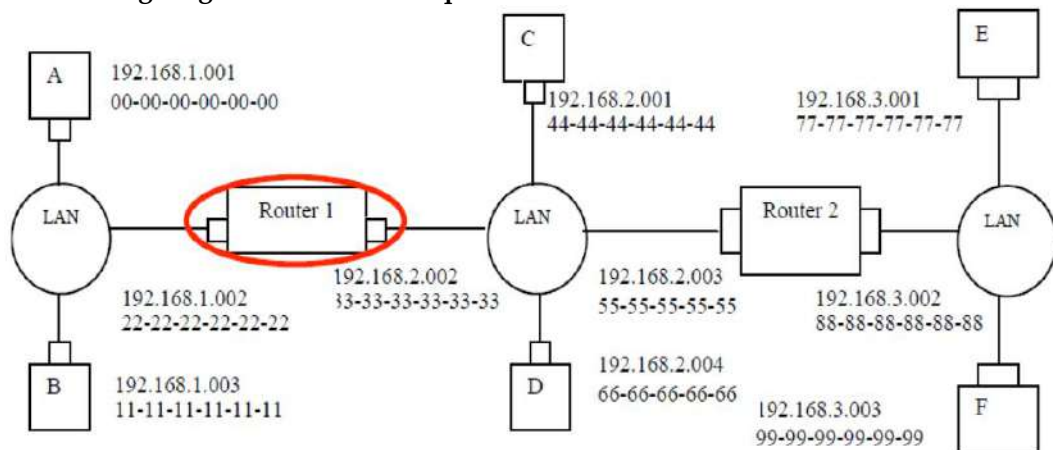 A
192.168.1.001
00-00-00-00-00-00
C
192.168.2.001
44-44-44-44-44-44
E
192.168.3.001
77-77-77-77-77-77
LAN
Router 1
LAN
Router 2
LAN
192.168.1.002
22-22-22-22-22-22
192.168.2.002
33-33-33-33-33-33
192.168.2.003
55-55-55-55-55
192.168.3.002
88-88-88-88-88-88
B
192.168.1.003
11-11-11-11-11-11
D
192.168.2.004
66-66-66-66-66
192.168.3.003
99-99-99-99-99-99
F